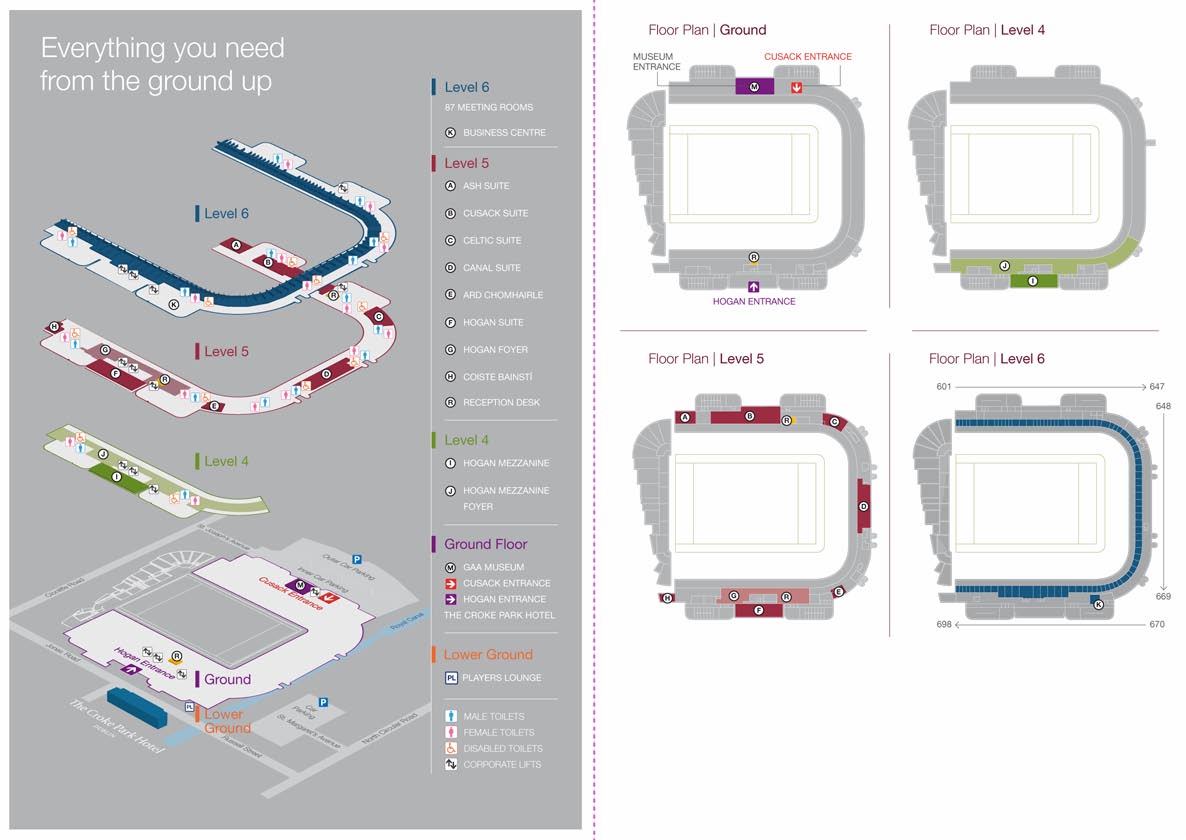 Everything you need
from the ground up
Level 6
87 MEETING ROOMS
K BUSINESS CENTRE
Level 5
A ASH SUITE
B CUSACK SUITE
C CELTIC SUITE
D CANAL SUITE
E ARD CHOMHAIRLE
F HOGAN SUITE
G HOGAN FOYER
H COISTE BAINSTÍ
R RECEPTION DESK
Level 4
I HOGAN MEZZANINE
J HOGAN MEZZANINE
FOYER
Ground Floor
M GAA MUSEUM
CUSACK ENTRANCE
HOGAN ENTRANCE
THE CROKE PARK HOTEL
Lower Ground
PL PLAYERS LOUNGE
MALE TOILETS
FEMALE TOILETS
DISABLED TOILETS
CORPORATE LIFTS
Level 6
A
B
K
R
C
H
Level 5
G
F
R
D
E
Level 4
J
I
St. Joseph's Avenue
Outer Car Parking
P
Inner Car Parking
M
Cusack Entrance
Jones Road
Royal Canal
Hogan Entrance
R
Ground
PL
Lower
Ground
P
Car
Parking
St. Margaret's Avenue
North Circular Road
Russell Street
The Croke Park Hotel
DUBLIN
Floor Plan | Ground
MUSEUM
ENTRANCE
CUSACK ENTRANCE
M
R
HOGAN ENTRANCE
Floor Plan | Level 4
J
I
Floor Plan | Level 5
A
B
R
C
D
E
H
G
R
F
Floor Plan | Level 6
601
647
648
669
K
698
670